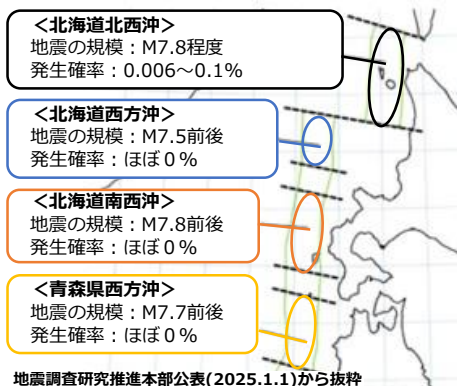 ＜北海道北西沖＞
地震の規模：M7.8程度
発生確率：0.006～0.1%
＜北海道西方沖＞
地震の規模：M7.5前後
発生確率：ほぼ０％
＜北海道南西沖＞
地震の規模：M7.8前後
発生確率：ほぼ０％
＜青森県西方沖＞
地震の規模：M7.7前後
発生確率：ほぼ０％
地震調査研究推進本部公表(2025.1.1)から抜粋